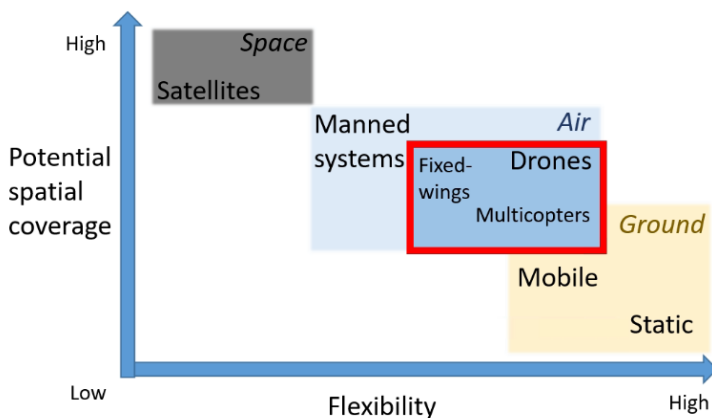 High
Space
Satellites
Manned
systems
Air
Potential
spatial
coverage
Fixed-
wings
Drones
Multicopters
Ground
Mobile
Static
Low
Flexibility
High